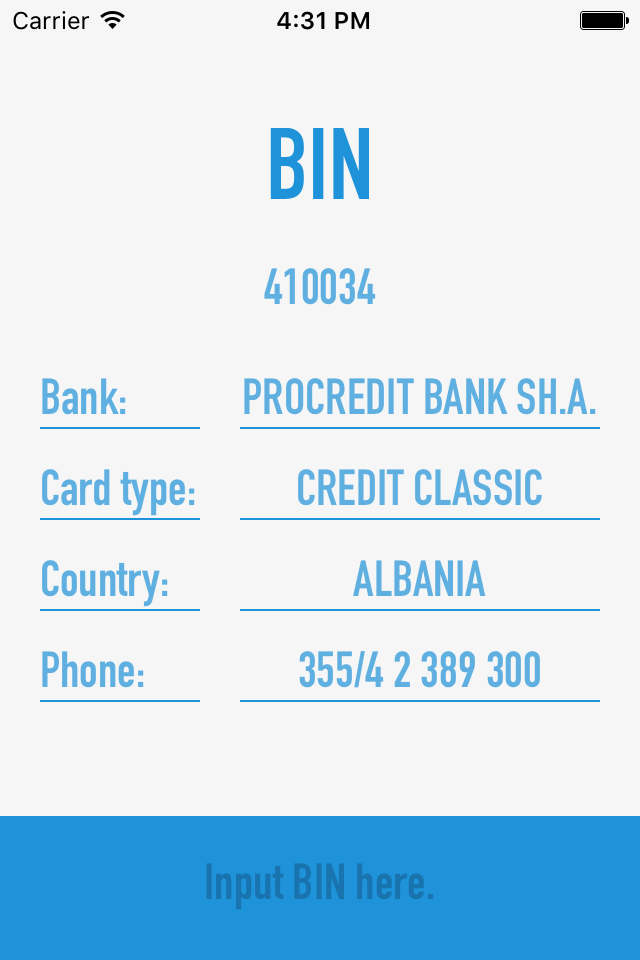 Carrier 4:31 PM
BIN
410034
Bank: PROCREDIT BANK SH.A.
Card type: CREDIT CLASSIC
Country: ALBANIA
Phone: 355/4 2 389 300
Input BIN here.